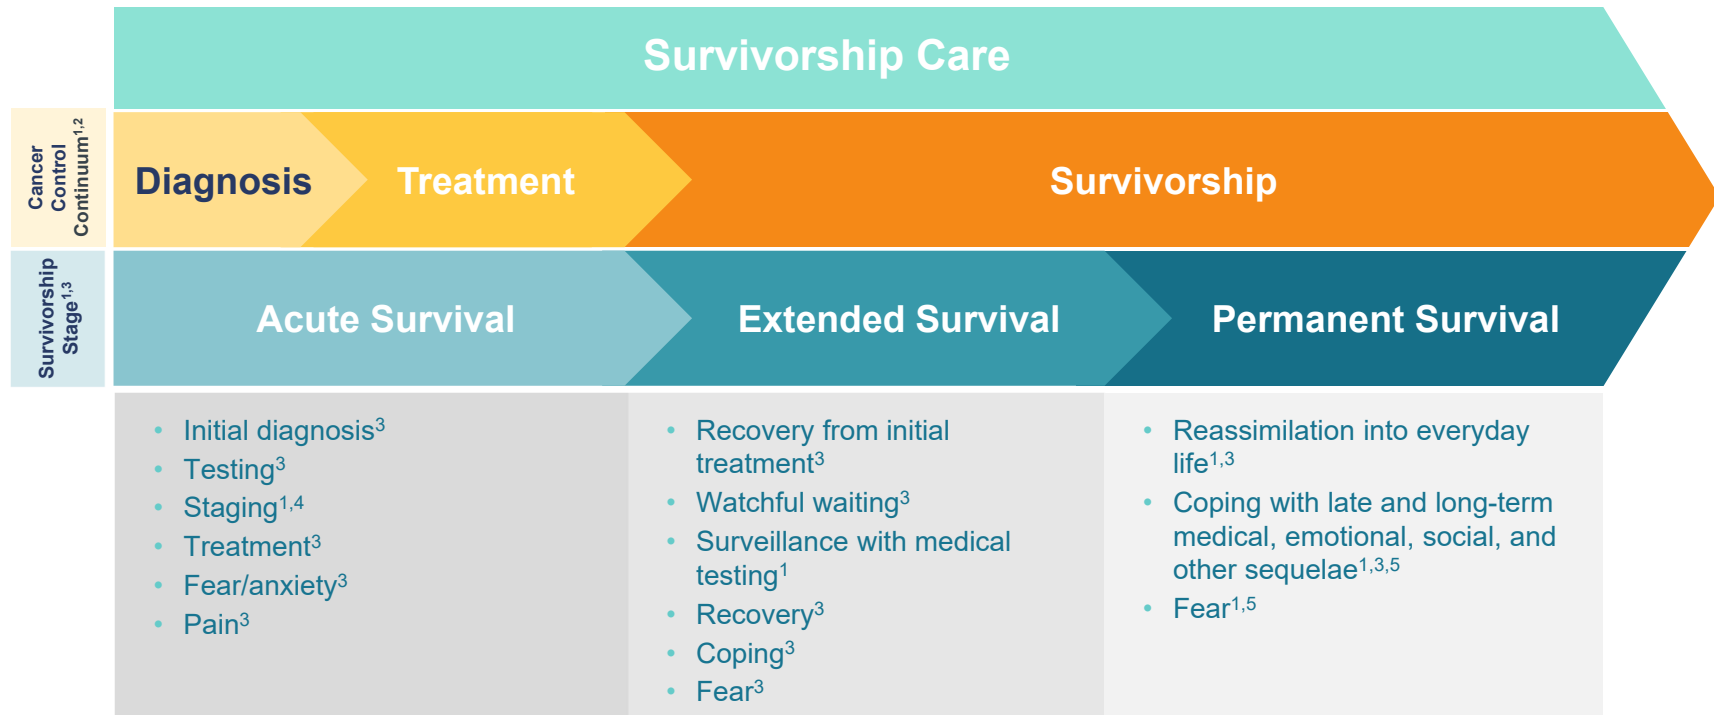 Survivorship Care
Cancer
Control
Continuum1,2
Diagnosis
Treatment
Survivorship
Survivorship
Stage1,3
Acute Survival
Extended Survival
Permanent Survival
• Initial diagnosis3
• Testing3
• Staging1,4
• Treatment3
• Fear/anxiety3
• Pain3
• Recovery from initial
treatment3
• Watchful waiting3
• Surveillance with medical
testing1
• Recovery3
• Coping3
• Fear3
• Reassimilation into everyday
life1,3
• Coping with late and long-term
medical, emotional, social, and
other sequelae1,3,5
• Fear1,5